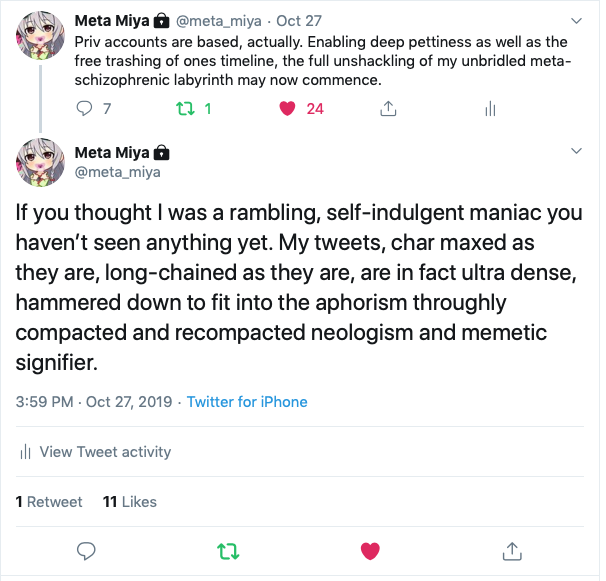 Meta Miya @meta_miya · Oct 27
Priv accounts are based, actually. Enabling deep pettiness as well as the
free trashing of ones timeline, the full unshackling of my unbridled meta-
schizophrenic labyrinth may now commence.
7 1 24
Meta Miya
@meta_miya
If you thought I was a rambling, self-indulgent maniac you
haven’t seen anything yet. My tweets, char maxed as
they are, long-chained as they are, are in fact ultra dense,
hammered down to fit into the aphorism throughly
compacted and recompacted neologism and memetic
signifier.
3:59 PM · Oct 27, 2019 · Twitter for iPhone
View Tweet activity
1 Retweet 11 Likes